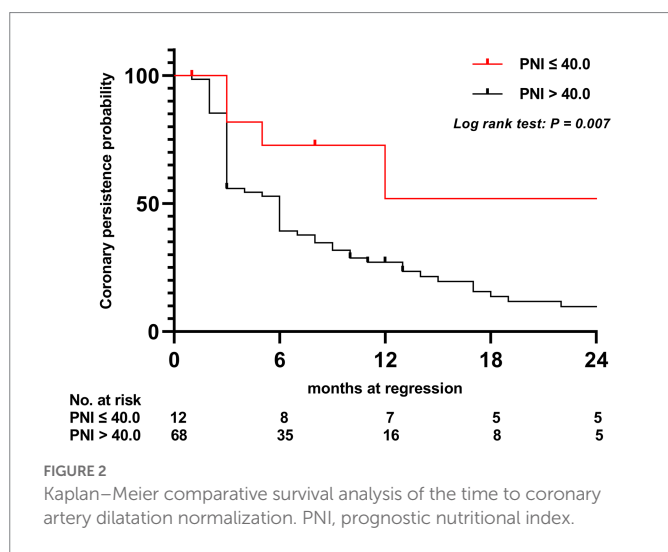 PNI ≤ 40.0
PNI > 40.0
Log rank test: P = 0.007
Coronary persistence probability
100
50
0
0 6 12 18 24
months at regression
No. at risk
PNI ≤ 40.0 12 8 7 5 5
PNI > 40.0 68 35 16 8 5
FIGURE 2
Kaplan–Meier comparative survival analysis of the time to coronary
artery dilatation normalization. PNI, prognostic nutritional index.